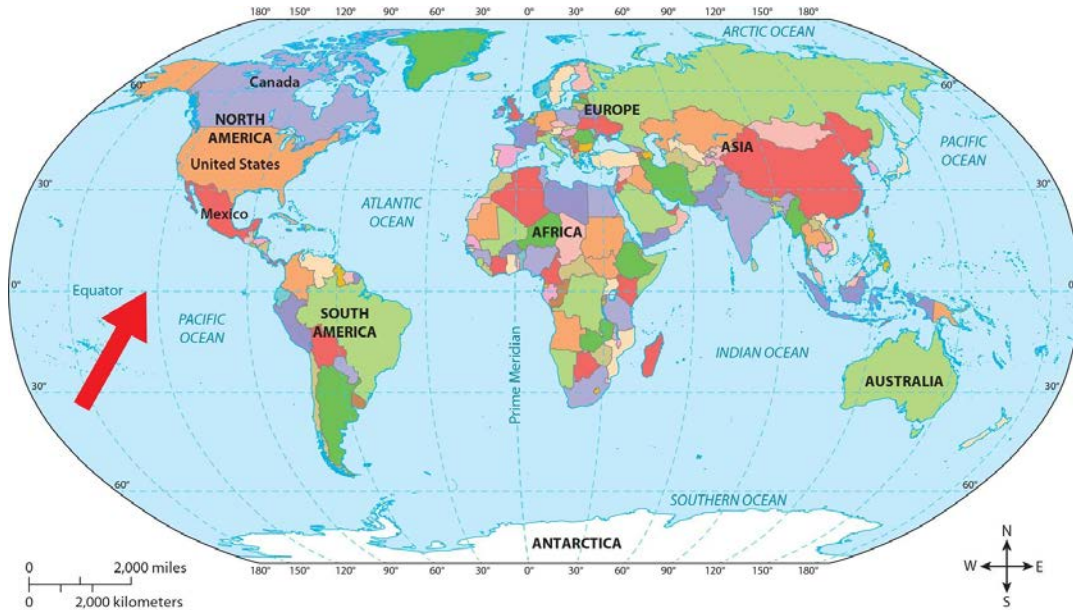 180° 150° 120° 90° 60° 30° 0° 30° 60° 90° 120° 150° 180°
ARCTIC OCEAN
60°
60°
Canada
EUROPE
NORTH
AMERICA
ASIA
PACIFIC
OCEAN
United States
30°
30°
ATLANTIC
OCEAN
Mexico
AFRICA
0°
Equator
0°
PACIFIC
OCEAN
SOUTH
AMERICA
Prime Meridian
INDIAN OCEAN
AUSTRALIA
30°
30°
60°
60°
SOUTHERN OCEAN
ANTARCTICA
180° 150° 120° 90° 60° 30° 0° 30° 60° 90° 120° 150° 180°
0 2,000 miles
0 2,000 kilometers
N
W E
S